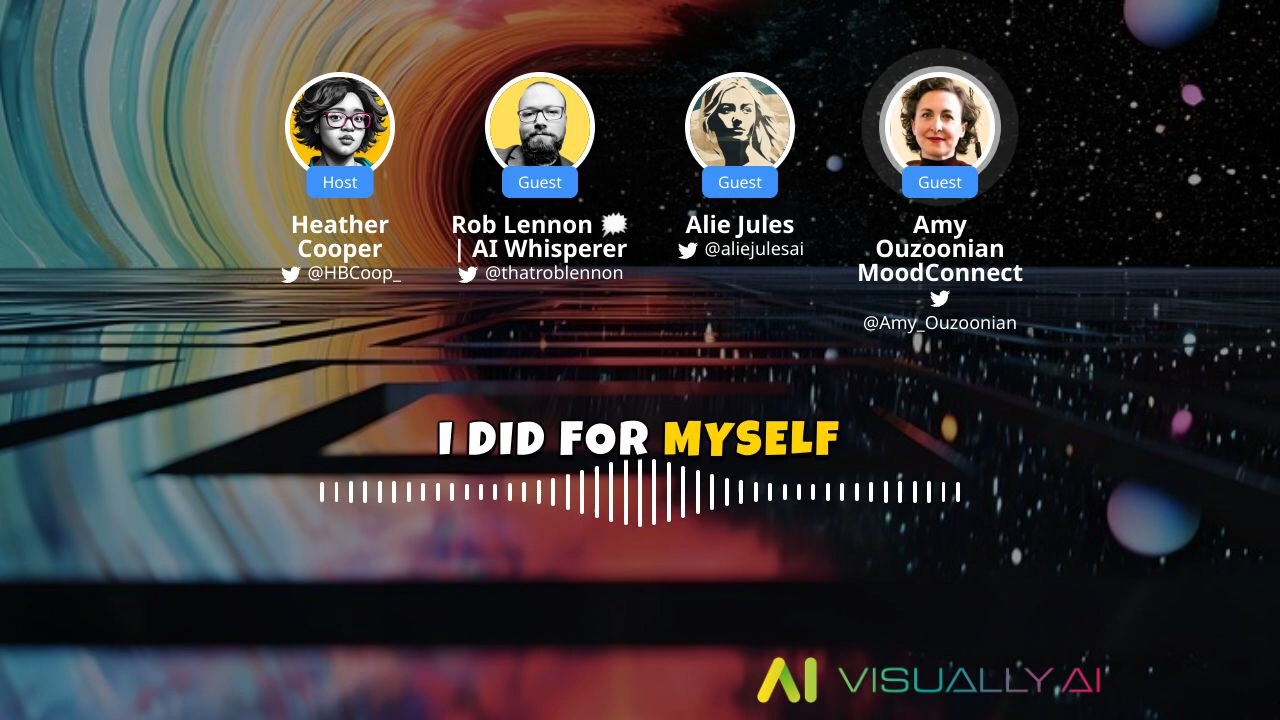 Host
Guest
Guest
Guest
Heather
Cooper
@HBCoop_
Rob Lennon
| AI Whisperer
@thatroblennon
Alie Jules
@aliejulesai
Amy
Ouzoonian
MoodConnect
@Amy_Ouzoonian
I DID FOR MYSELF
AI VISUALLY AI